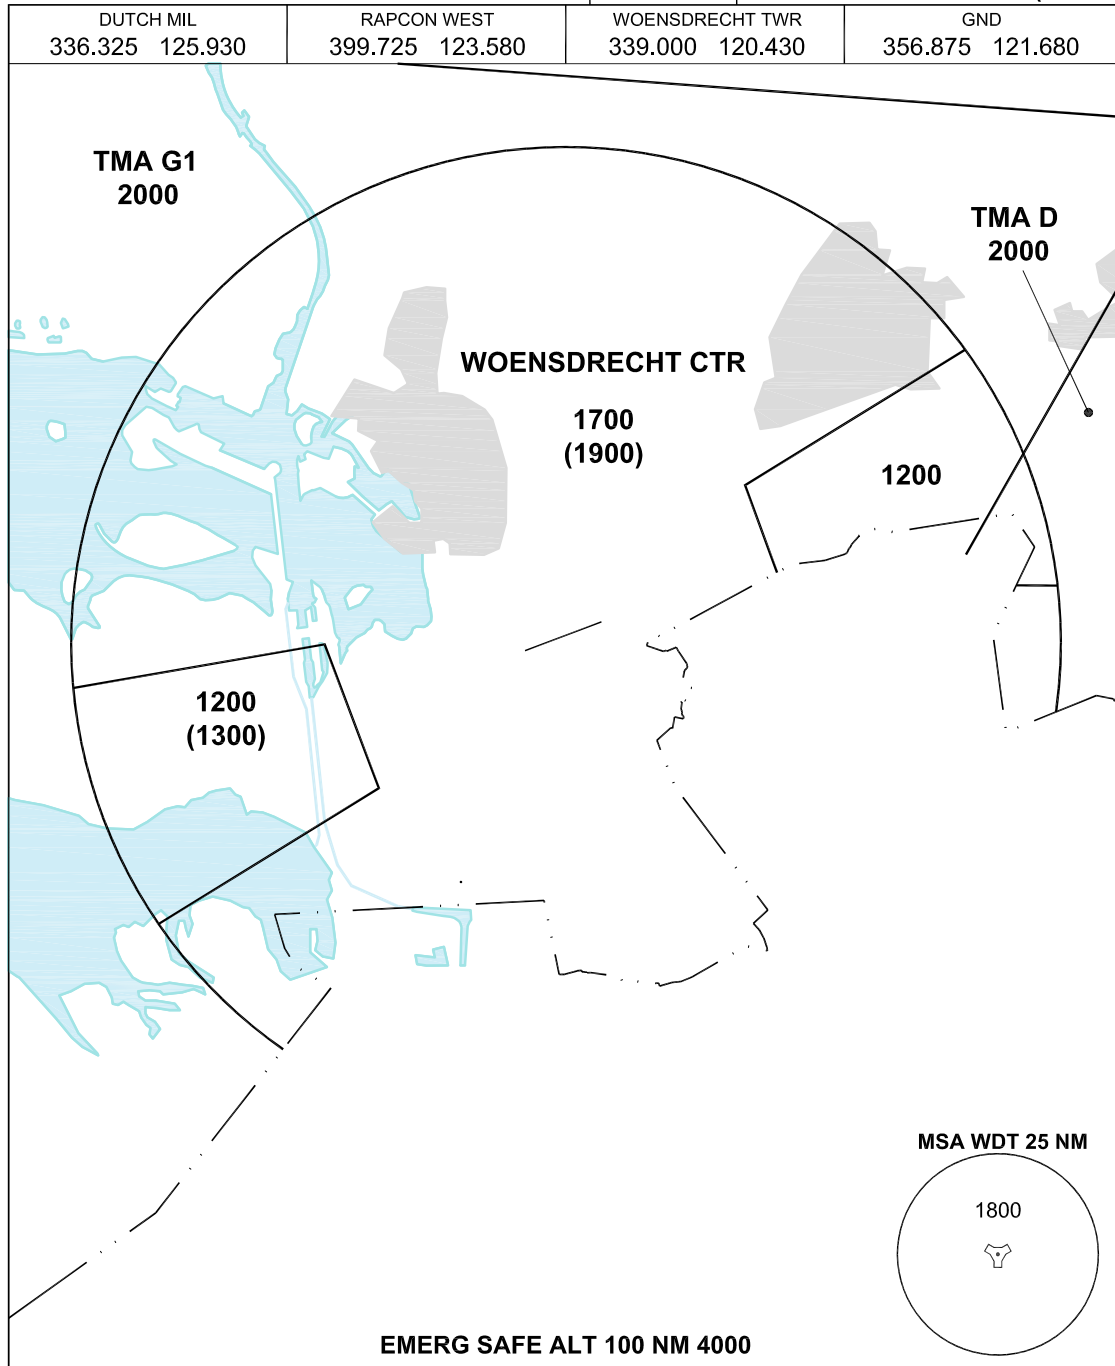 DUTCH MIL
336.325 125.930
RAPCON WEST
399.725 123.580
WOENSDRECHT TWR
339.000 120.430
GND
356.875 121.680
TMA G1
2000
TMA D
2000
WOENSDRECHT CTR
1700
(1900)
1200
1200
(1300)
MSA WDT 25 NM
1800
EMERG SAFE ALT 100 NM 4000